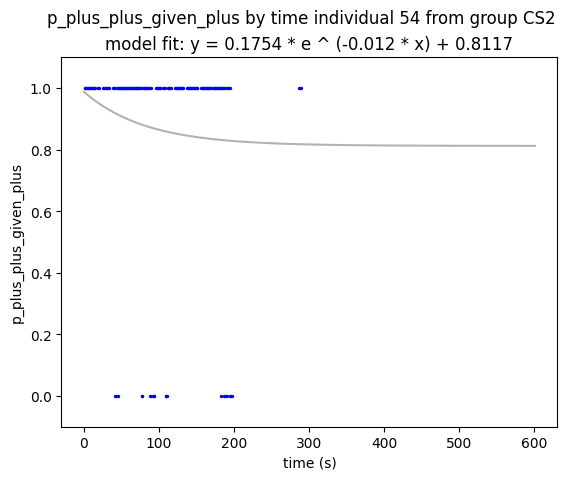 p_plus_plus_given_plus by time individual 54 from group CS2
model fit: y = 0.1754 * e ^ (-0.012 * x) + 0.8117
p_plus_plus_given_plus
1.0
0.8
0.6
0.4
0.2
0.0
0 100 200 300 400 500 600
time (s)